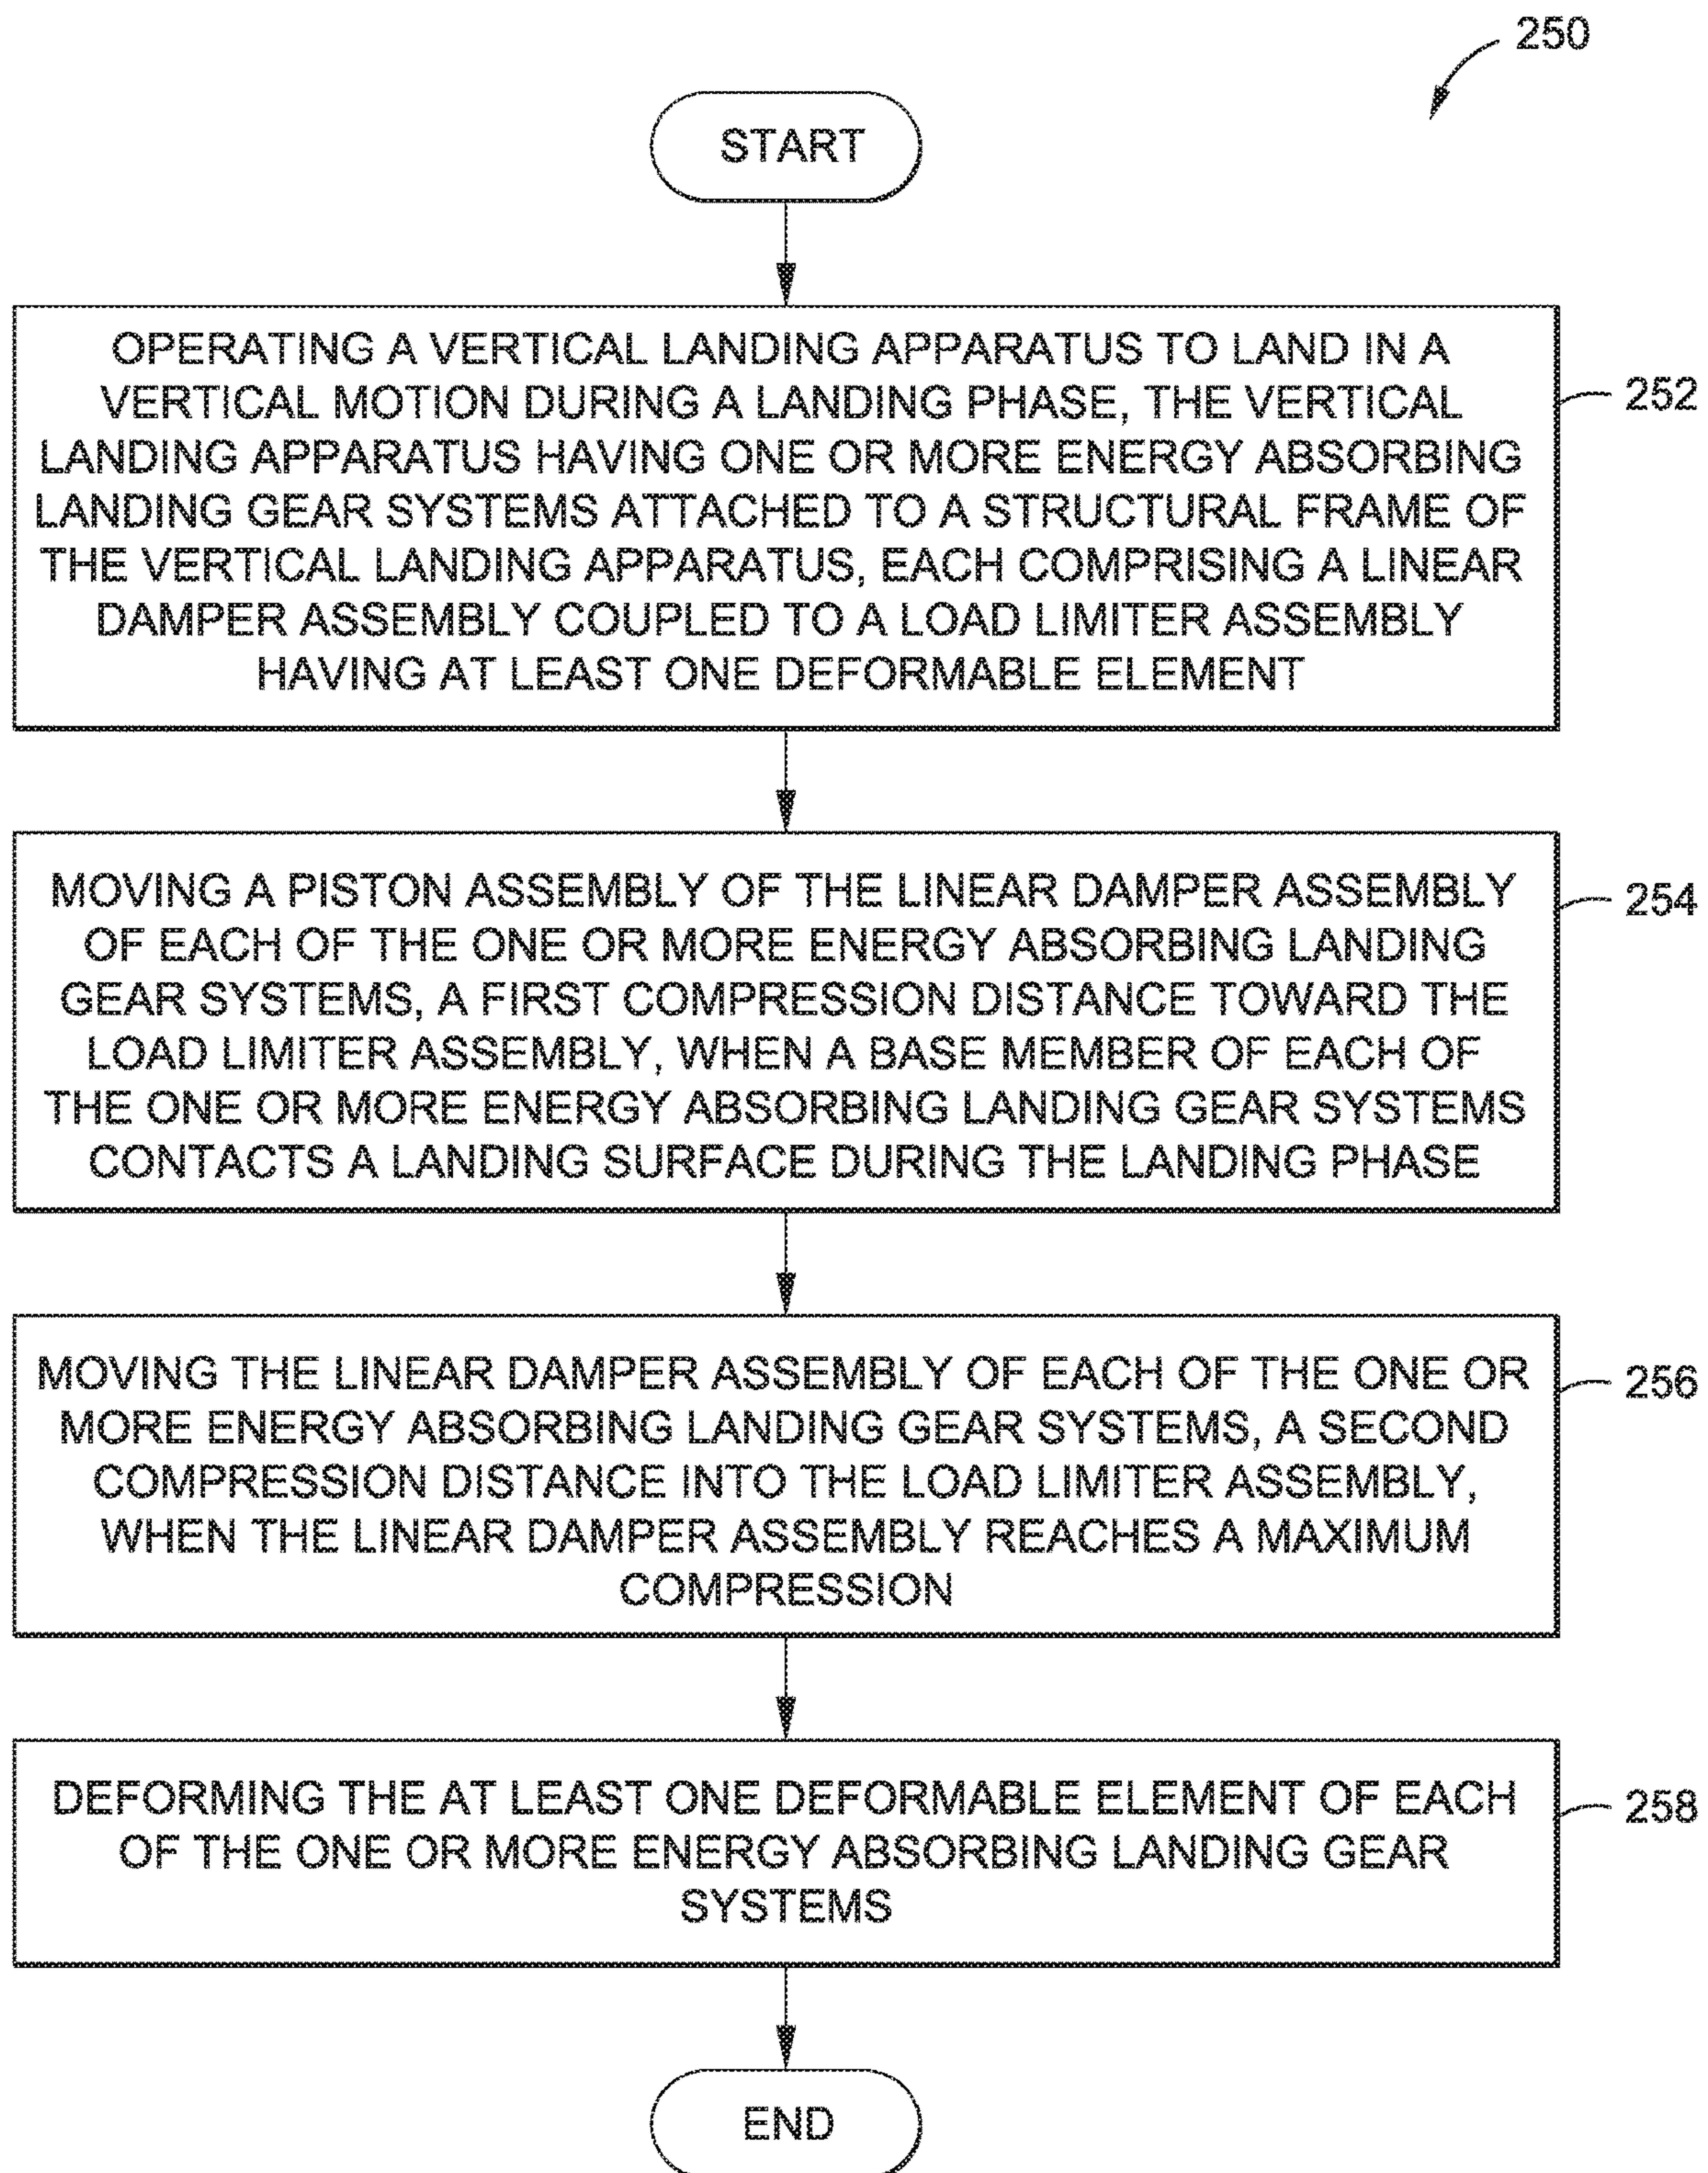 250
START
OPERATING A VERTICAL LANDING APPARATUS TO LAND IN A
VERTICAL MOTION DURING A LANDING PHASE, THE VERTICAL
LANDING APPARATUS HAVING ONE OR MORE ENERGY ABSORBING
LANDING GEAR SYSTEMS ATTACHED TO A STRUCTURAL FRAME OF
THE VERTICAL LANDING APPARATUS, EACH COMPRISING A LINEAR
DAMPER ASSEMBLY COUPLED TO A LOAD LIMITER ASSEMBLY
HAVING AT LEAST ONE DEFORMABLE ELEMENT
252
MOVING A PISTON ASSEMBLY OF THE LINEAR DAMPER ASSEMBLY
OF EACH OF THE ONE OR MORE ENERGY ABSORBING LANDING
GEAR SYSTEMS, A FIRST COMPRESSION DISTANCE TOWARD THE
LOAD LIMITER ASSEMBLY, WHEN A BASE MEMBER OF EACH OF
THE ONE OR MORE ENERGY ABSORBING LANDING GEAR SYSTEMS
CONTACTS A LANDING SURFACE DURING THE LANDING PHASE
254
MOVING THE LINEAR DAMPER ASSEMBLY OF EACH OF THE ONE OR
MORE ENERGY ABSORBING LANDING GEAR SYSTEMS, A SECOND
COMPRESSION DISTANCE INTO THE LOAD LIMITER ASSEMBLY,
WHEN THE LINEAR DAMPER ASSEMBLY REACHES A MAXIMUM
COMPRESSION
256
DEFORMING THE AT LEAST ONE DEFORMABLE ELEMENT OF EACH
OF THE ONE OR MORE ENERGY ABSORBING LANDING GEAR
SYSTEMS
258
END